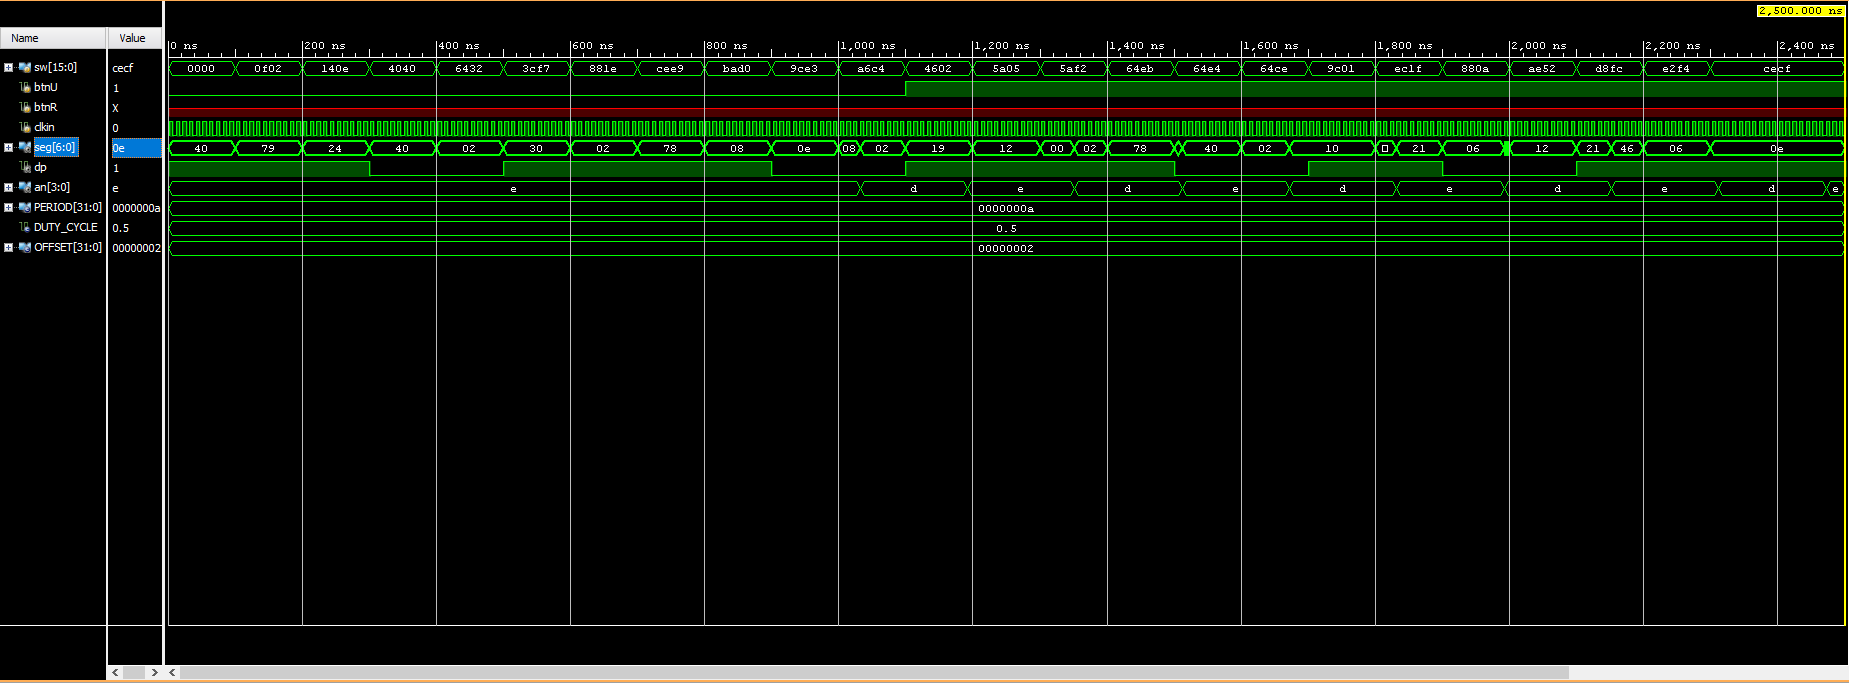 2,500.000 ns
Name Value
0 ns 200 ns 400 ns 600 ns 800 ns 1,000 ns 1,200 ns 1,400 ns 1,600 ns 1,800 ns 2,000 ns 2,200 ns 2,400 ns
sw[15:0] cecf 0000 0f02 140e 4040 6432 3cf7 881e cee9 bad0 9ce3 a6c4 4602 5a05 5af2 64eb 64e4 64ce 9c01 ec1f 880a ae52 d8fc e2f4 cecf
btnU 1
btnR X
clkin 0
seg[6:0] 0e 40 79 24 40 02 30 02 78 08 0e 08 02 19 12 00 02 78 40 02 10 21 06 12 21 46 06 0e
dp 1
an[3:0] e e d e d e d e d e d e
PERIOD[31:0] 0000000a 0000000a
DUTY_CYCLE 0.5 0.5
OFFSET[31:0] 00000002 00000002